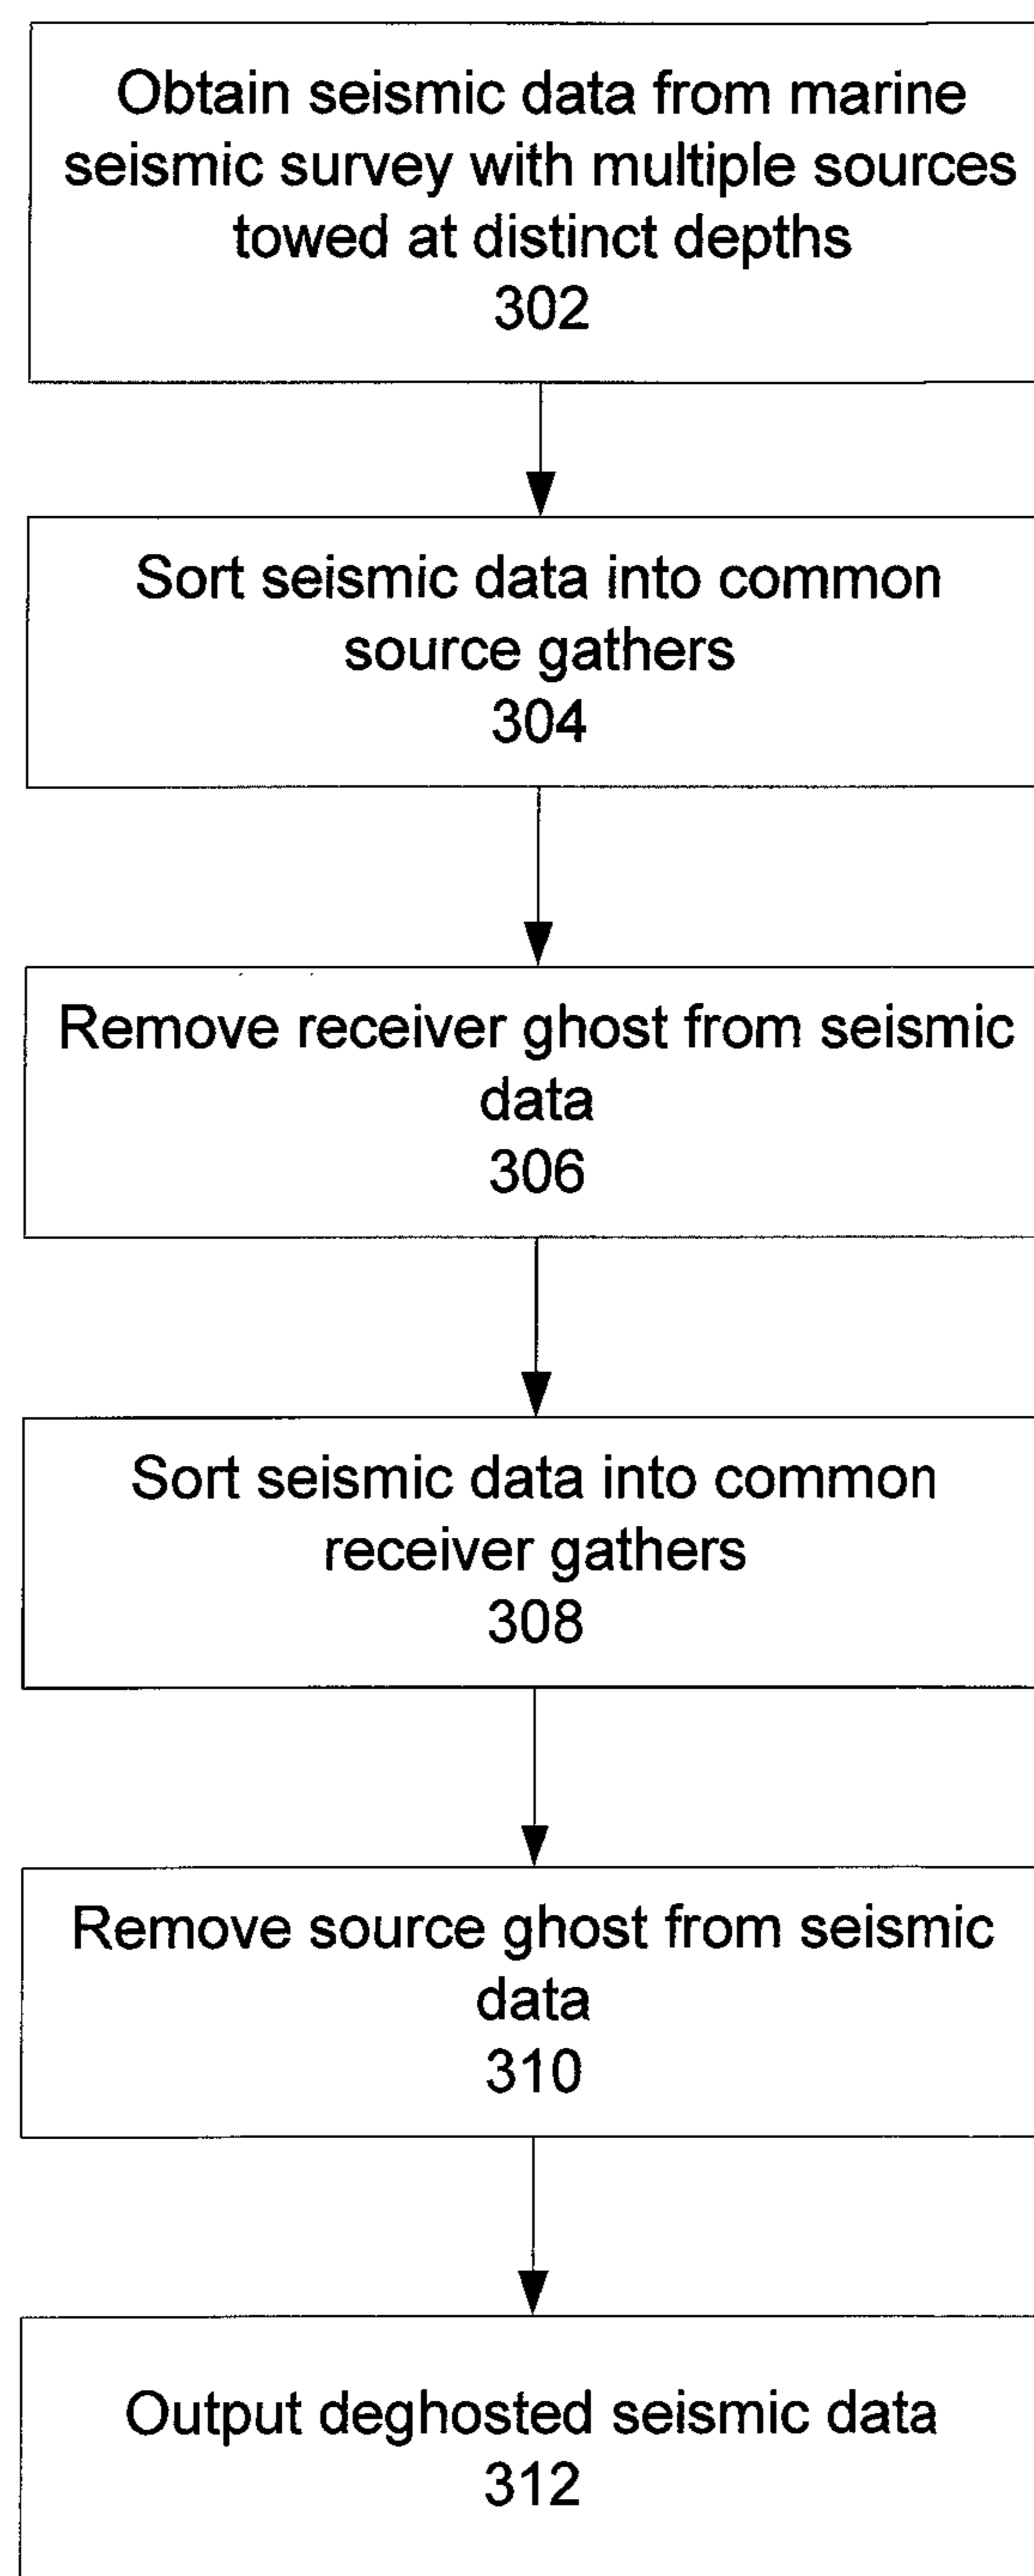 Obtain seismic data from marine
seismic survey with multiple sources
towed at distinct depths
302
Sort seismic data into common
source gathers
304
Remove receiver ghost from seismic
data
306
Sort seismic data into common
receiver gathers
308
Remove source ghost from seismic
data
310
Output deghosted seismic data
312